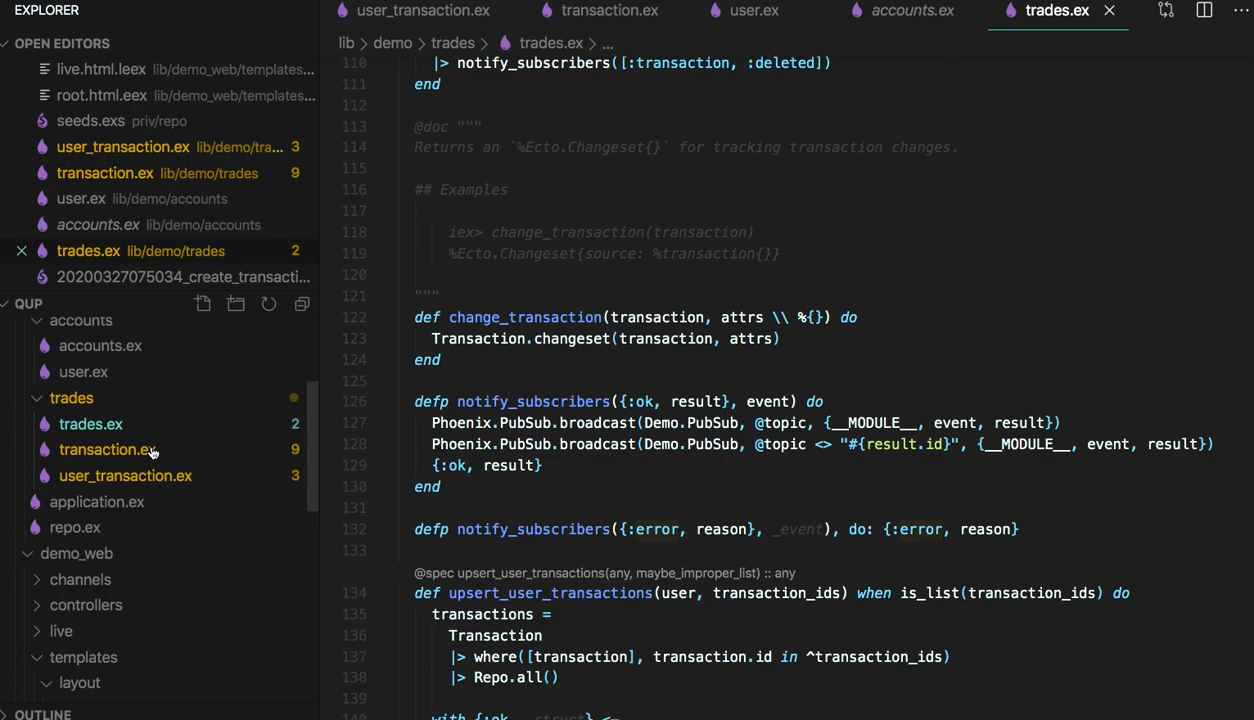 EXPLORER
OPEN EDITORS
live.html.leex lib/demo_web/templates...
root.html.eex lib/demo_web/templates...
seeds.exs priv/repo
user_transaction.ex lib/demo/tra... 3
transaction.ex lib/demo/trades 9
user.ex lib/demo/accounts
accounts.ex lib/demo/accounts
trades.ex lib/demo/trades 2
20200327075034_create_transacti...
QUP
accounts
accounts.ex
user.ex
trades
trades.ex 2
transaction.ex 9
user_transaction.ex 3
application.ex
repo.ex
demo_web
channels
controllers
live
templates
layout
OUTLINE
user_transaction.ex transaction.ex user.ex accounts.ex trades.ex
lib > demo > trades > trades.ex > ...
110 |> notify_subscribers([:transaction, :deleted])
111 end
112
113 @doc """
114 Returns an `%Ecto.Changeset{}` for tracking transaction changes.
115
116 ## Examples
117
118 iex> change_transaction(transaction)
119 %Ecto.Changeset{source: %transaction{}}
120
121 """
122 def change_transaction(transaction, attrs \\ %{}) do
123 Transaction.changeset(transaction, attrs)
124 end
125
126 defp notify_subscribers({:ok, result}, event) do
127 Phoenix.PubSub.broadcast(Demo.PubSub, @topic, {__MODULE__, event, result})
128 Phoenix.PubSub.broadcast(Demo.PubSub, @topic <> "#{result.id}", {__MODULE__, event, result})
129 {:ok, result}
130 end
131
132 defp notify_subscribers({:error, reason}, _event), do: {:error, reason}
133
@spec upsert_user_transactions(any, maybe_improper_list) :: any
134 def upsert_user_transactions(user, transaction_ids) when is_list(transaction_ids) do
135 transactions =
136 Transaction
137 |> where([transaction], transaction.id in ^transaction_ids)
138 |> Repo.all()
139
140 with {:ok, _struct} <-